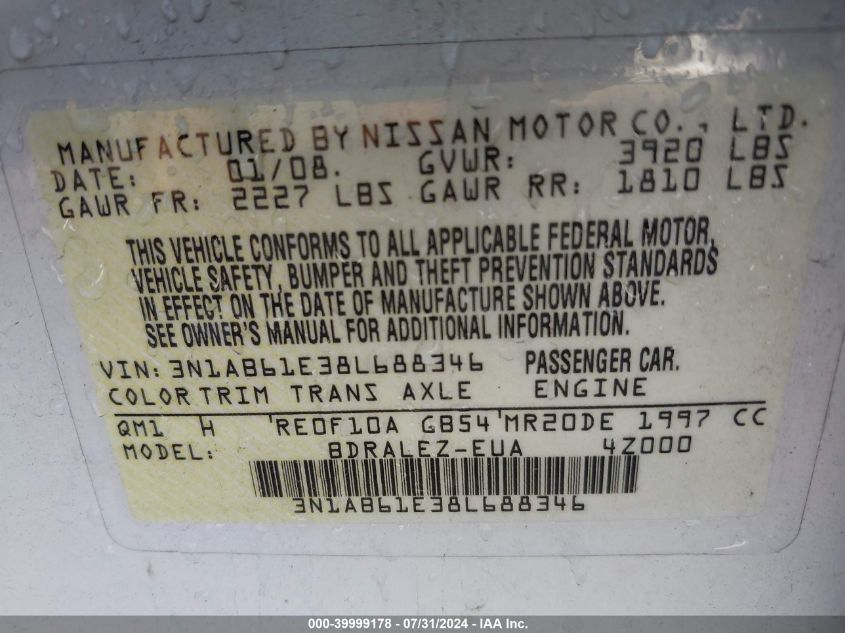 MANUFACTURED BY NISSAN MOTOR CO., LTD.
DATE: 01/08. GVWR: 3920 LBS
GAWR FR: 2227 LBS GAWR RR: 1810 LBS
THIS VEHICLE CONFORMS TO ALL APPLICABLE FEDERAL MOTOR,
VEHICLE SAFETY, BUMPER AND THEFT PREVENTION STANDARDS
IN EFFECT ON THE DATE OF MANUFACTURE SHOWN ABOVE.
SEE OWNER'S MANUAL FOR ADDITIONAL INFORMATION.
VIN: 3N1AB61E38L688346 PASSENGER CAR.
COLOR TRIM TRANS AXLE ENGINE
QM1 H RE0F10A GB54 MR20DE 1997 CC
MODEL: BDRALEZ-EUA 4Z000
3N1AB61E38L688346
000-39999178 - 07/31/2024 - IAA Inc.